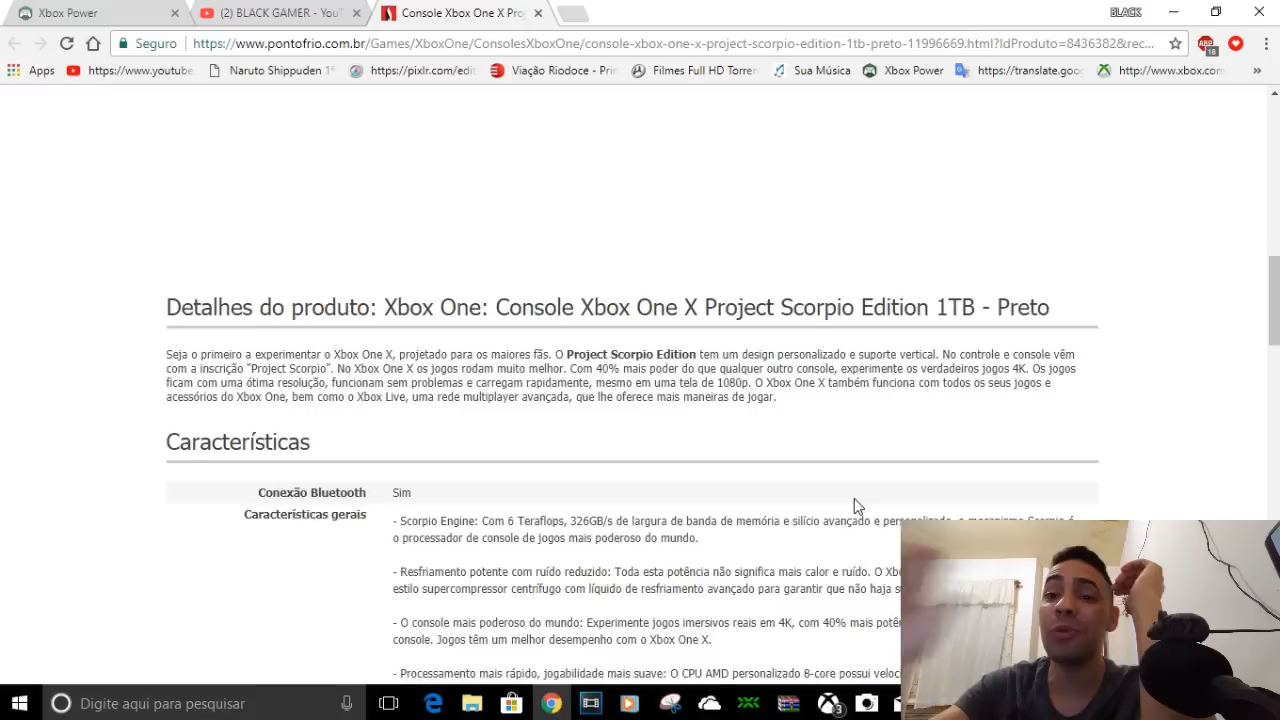 Xbox Power
(2) BLACK GAMER - YouT
Console Xbox One X Proj
BLACK
Seguro
https://www.pontofrio.com.br/Games/XboxOne/ConsolesXboxOne/console-xbox-one-x-project-scorpio-edition-1tb-preto-11996669.html?IdProduto=8436382&rec...
ABP
18
Apps
https://www.youtube
Naruto Shippuden 1ª
https://pixlr.com/edit
Viação Riodoce - Prin
Filmes Full HD Torren
Sua Música
Xbox Power
https://translate.goog
http://www.xbox.com
»
Detalhes do produto: Xbox One: Console Xbox One X Project Scorpio Edition 1TB - Preto
Seja o primeiro a experimentar o Xbox One X, projetado para os maiores fãs. O Project Scorpio Edition tem um design personalizado e suporte vertical. No controle e console vêm
com a inscrição "Project Scorpio". No Xbox One X os jogos rodam muito melhor. Com 40% mais poder do que qualquer outro console, experimente os verdadeiros jogos 4K. Os jogos
ficam com uma ótima resolução, funcionam sem problemas e carregam rapidamente, mesmo em uma tela de 1080p. O Xbox One X também funciona com todos os seus jogos e
acessórios do Xbox One, bem como o Xbox Live, uma rede multiplayer avançada, que lhe oferece mais maneiras de jogar.
Características
Conexão Bluetooth Sim
Características gerais
- Scorpio Engine: Com 6 Teraflops, 326GB/s de largura de banda de memória e silício avançado e personalizado, o mecanismo Scorpio é
o processador de console de jogos mais poderoso do mundo.
- Resfriamento potente com ruído reduzido: Toda esta potência não significa mais calor e ruído. O Xb
estilo supercompressor centrífugo com líquido de resfriamento avançado para garantir que não haja s
- O console mais poderoso do mundo: Experimente jogos imersivos reais em 4K, com 40% mais potê
console. Jogos têm um melhor desempenho com o Xbox One X.
- Processamento mais rápido, jogabilidade mais suave: O CPU AMD personalizado 8-core possui veloci
Digite aqui para pesquisar
3